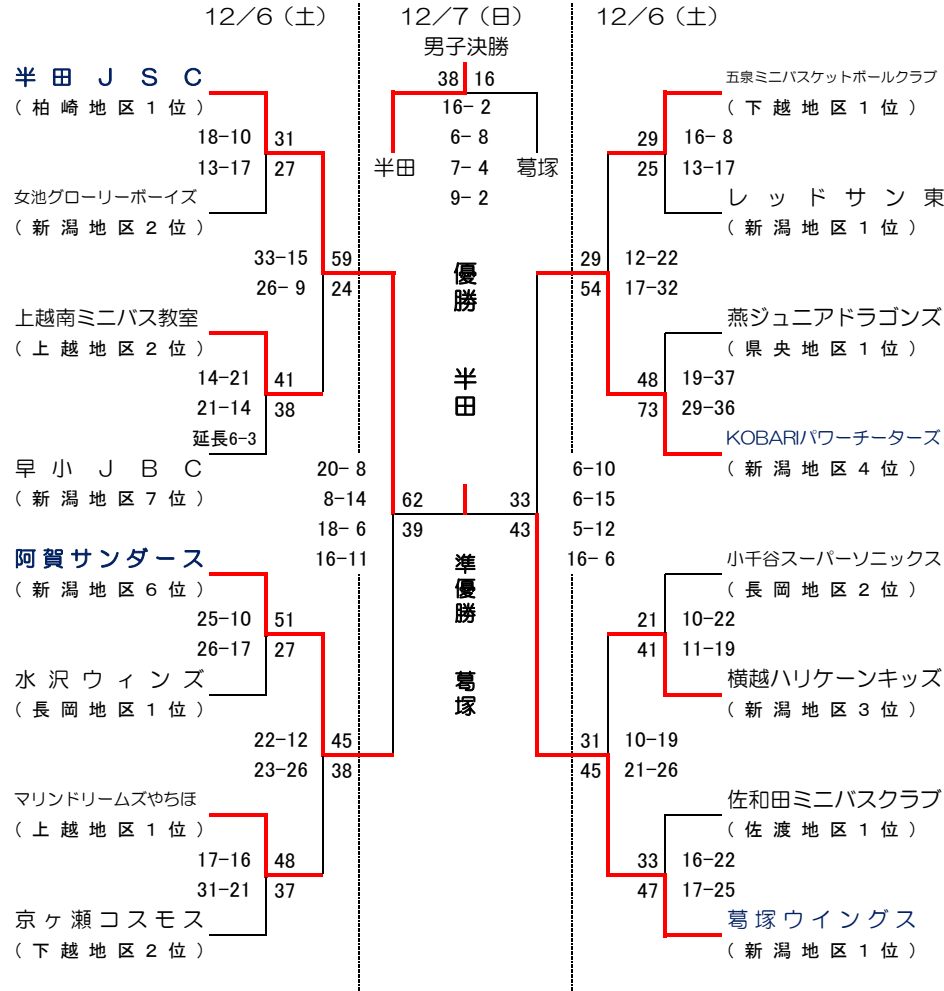 12/6（土）
12/7（日）
12/6（土）
男子決勝
38 16
16-2
6-8
7-4
9-2
半田
葛塚
半田JSC
（柏崎地区1位）
18-10 31
13-17 27
女池グローリーボーイズ
（新潟地区2位）
33-15 59
26-9 24
上越南ミニバス教室
（上越地区2位）
14-21 41
21-14 38
延長6-3
早小JBC
（新潟地区7位）
20-8
8-14
18-6
16-11
62
39
阿賀サンダース
（新潟地区6位）
25-10 51
26-17 27
水沢ウィンズ
（長岡地区1位）
22-12 45
23-26 38
マリンドリームズやちほ
（上越地区1位）
17-16 48
31-21 37
京ヶ瀬コスモス
（下越地区2位）
優勝 半田
準優勝 葛塚
五泉ミニバスケットボールクラブ
（下越地区1位）
29 16-8
25 13-17
レッドサン東
（新潟地区1位）
29 12-22
54 17-32
燕ジュニアドラゴンズ
（県央地区1位）
48 19-37
73 29-36
KOBARIパワーチーターズ
（新潟地区4位）
33
43
6-10
6-15
5-12
16-6
小千谷スーパーソニックス
（長岡地区2位）
21 10-22
41 11-19
横越ハリケーンキッズ
（新潟地区3位）
31 10-19
45 21-26
佐和田ミニバスクラブ
（佐渡地区1位）
33 16-22
47 17-25
葛塚ウイングス
（新潟地区1位）